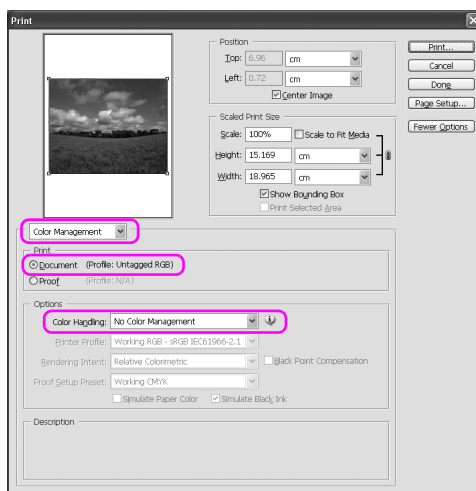 Print
Position
Top: 6.96 cm
Left: 0.72 cm
Center Image
Scaled Print Size
Scale: 100% Scale to Fit Media
Height: 15.169 cm
Width: 18.965 cm
Show Bounding Box
Print Selected Area
Print...
Cancel
Done
Page Setup...
Fewer Options
Color Management
Print
Document (Profile: Untagged RGB)
Proof (Profile: N/A)
Options
Color Handling: No Color Management
Printer Profile: Working RGB - sRGB IEC61966-2.1
Rendering Intent: Relative Colorimetric Black Point Compensation
Proof Setup Preset: Working CMYK
Simulate Paper Color Simulate Black Ink
Description